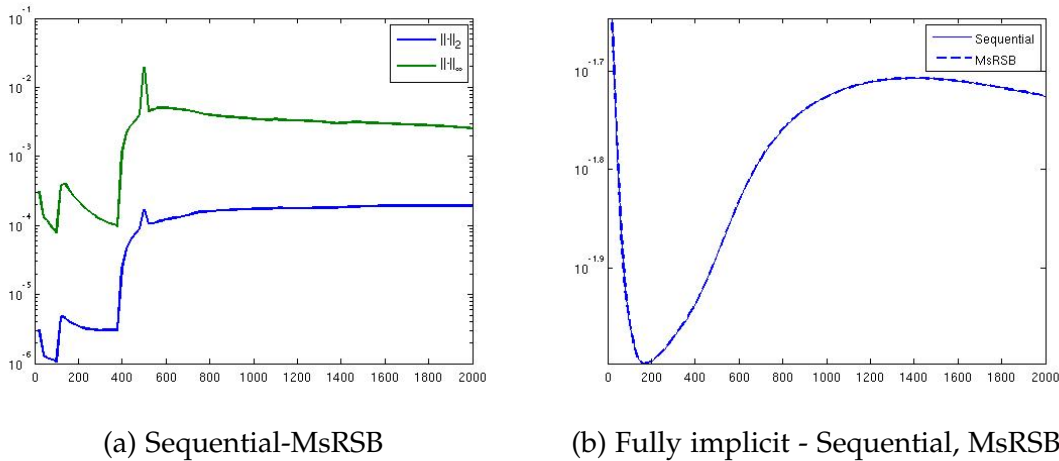 10^-1
10^-2
10^-3
10^-4
10^-5
10^-6
0 200 400 600 800 1000 1200 1400 1600 1800 2000
||·||₂
||·||∞
(a) Sequential-MsRSB
10^-1.7
10^-1.8
10^-1.9
0 200 400 600 800 1000 1200 1400 1600 1800 2000
Sequential
MsRSB
(b) Fully implicit - Sequential, MsRSB